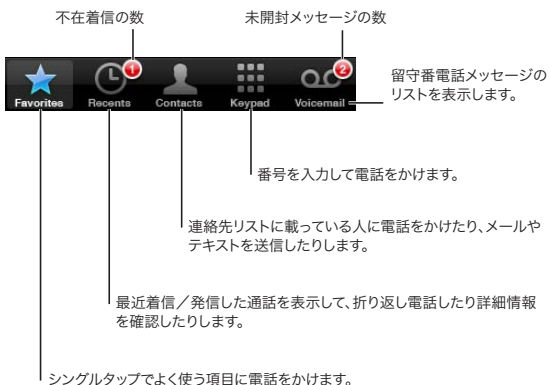 不在着信の数
未開封メッセージの数
1
2
Favorites
Recents
Contacts
Keypad
Voicemail
留守番電話メッセージの
リストを表示します。
番号を入力して電話をかけます。
連絡先リストに載っている人に電話をかけたり、メールや
テキストを送信したりします。
最近着信／発信した通話を表示して、折り返し電話したり詳細情報
を確認したりします。
シングルタップでよく使う項目に電話をかけます。